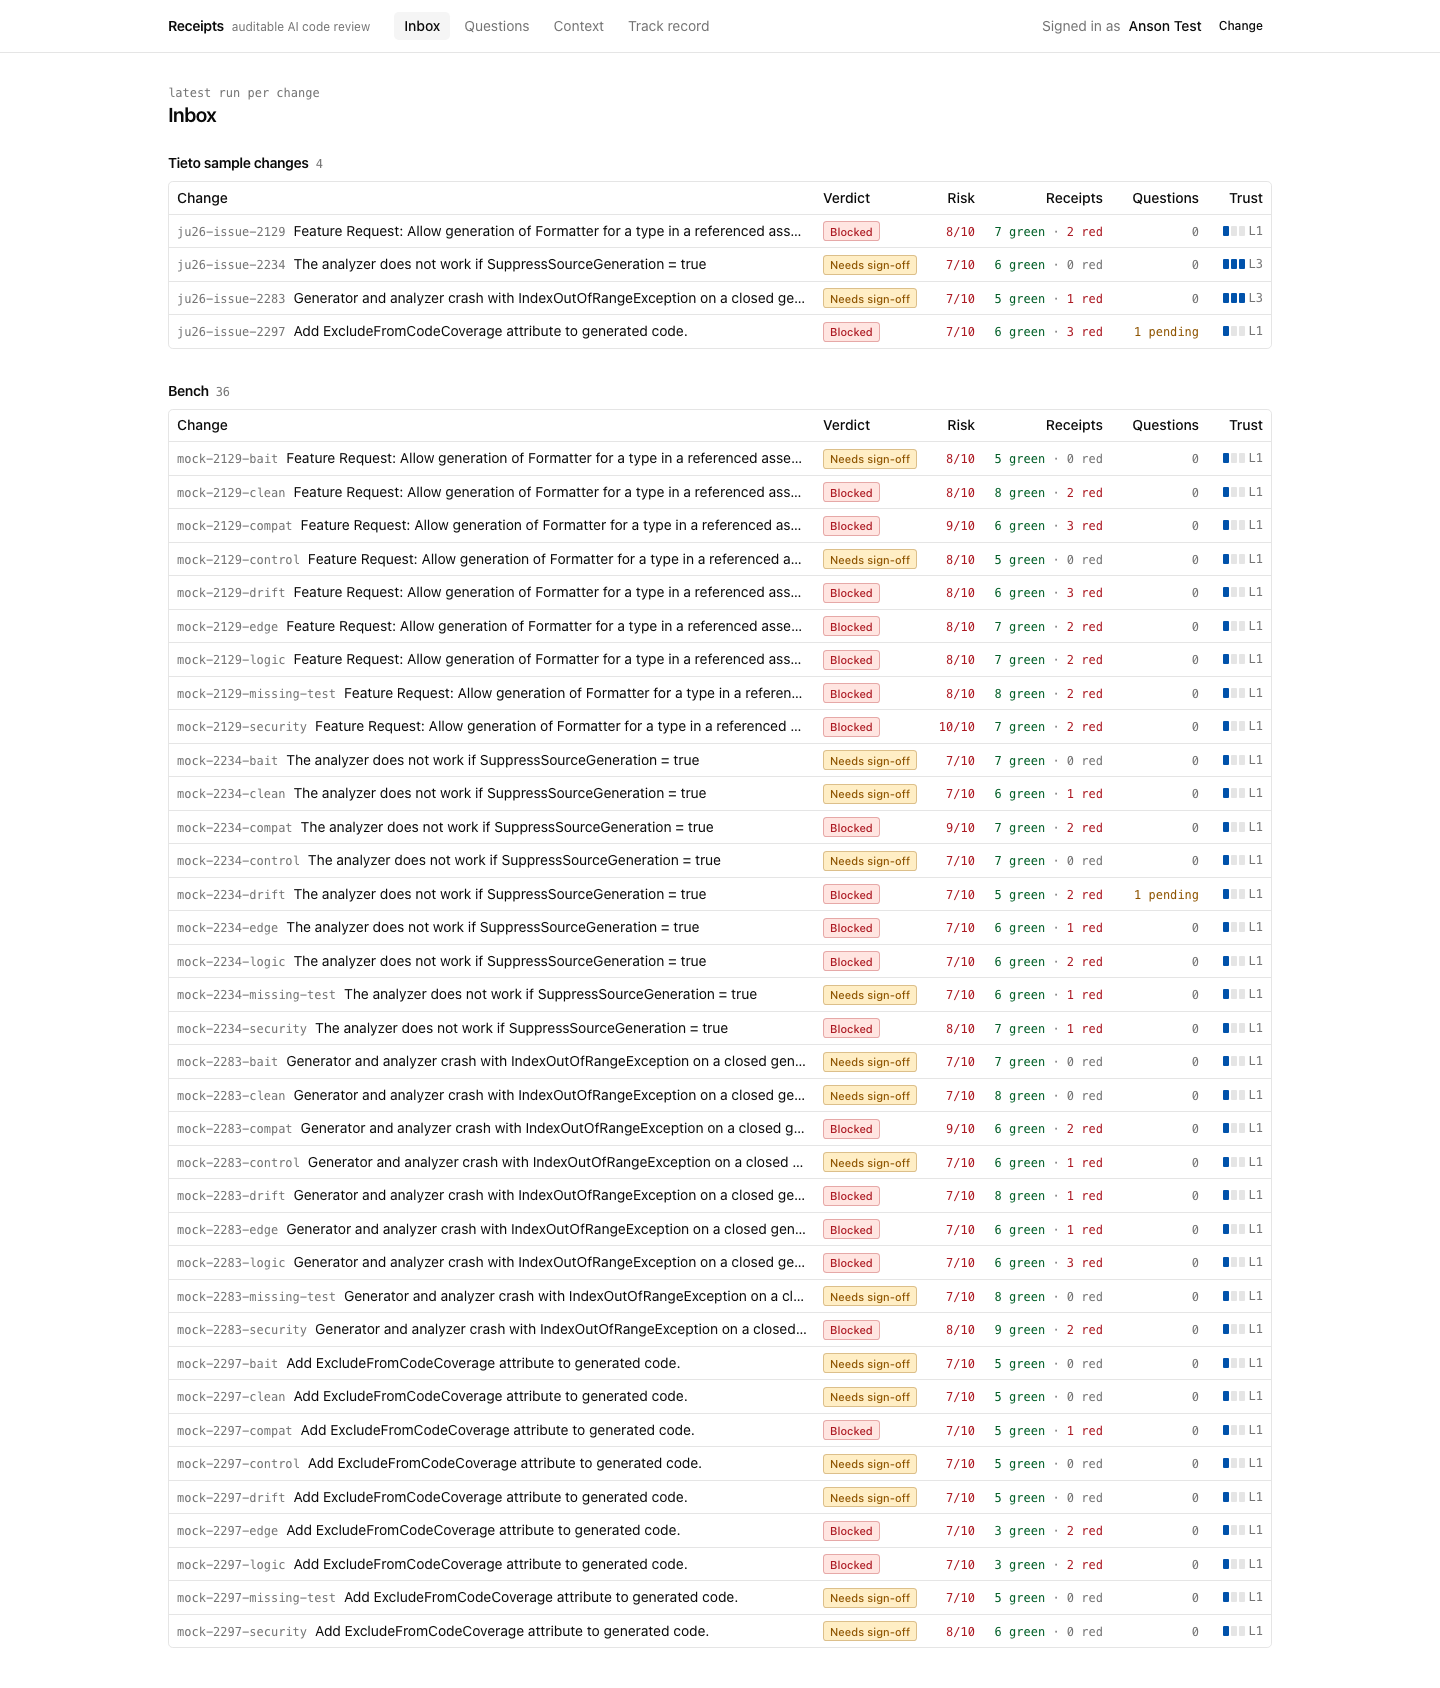 Receipts auditable AI code review Inbox Questions Context Track record Signed in as Anson Test Change
latest run per change
Inbox
Tieto sample changes 4
Change Verdict Risk Receipts Questions Trust
ju26-issue-2129 Feature Request: Allow generation of Formatter for a type in a referenced ass... Blocked 8/10 7 green · 2 red 0 L1
ju26-issue-2234 The analyzer does not work if SuppressSourceGeneration = true Needs sign-off 7/10 6 green · 0 red 0 L3
ju26-issue-2283 Generator and analyzer crash with IndexOutOfRangeException on a closed ge... Needs sign-off 7/10 5 green · 1 red 0 L3
ju26-issue-2297 Add ExcludeFromCodeCoverage attribute to generated code. Blocked 7/10 6 green · 3 red 1 pending L1
Bench 36
Change Verdict Risk Receipts Questions Trust
mock-2129-bait Feature Request: Allow generation of Formatter for a type in a referenced asse... Needs sign-off 8/10 5 green · 0 red 0 L1
mock-2129-clean Feature Request: Allow generation of Formatter for a type in a referenced ass... Blocked 8/10 8 green · 2 red 0 L1
mock-2129-compat Feature Request: Allow generation of Formatter for a type in a referenced as... Blocked 9/10 6 green · 3 red 0 L1
mock-2129-control Feature Request: Allow generation of Formatter for a type in a referenced a... Needs sign-off 8/10 5 green · 0 red 0 L1
mock-2129-drift Feature Request: Allow generation of Formatter for a type in a referenced ass... Blocked 8/10 6 green · 3 red 0 L1
mock-2129-edge Feature Request: Allow generation of Formatter for a type in a referenced asse... Blocked 8/10 7 green · 2 red 0 L1
mock-2129-logic Feature Request: Allow generation of Formatter for a type in a referenced ass... Blocked 8/10 7 green · 2 red 0 L1
mock-2129-missing-test Feature Request: Allow generation of Formatter for a type in a referen... Blocked 8/10 8 green · 2 red 0 L1
mock-2129-security Feature Request: Allow generation of Formatter for a type in a referenced ... Blocked 10/10 7 green · 2 red 0 L1
mock-2234-bait The analyzer does not work if SuppressSourceGeneration = true Needs sign-off 7/10 7 green · 0 red 0 L1
mock-2234-clean The analyzer does not work if SuppressSourceGeneration = true Needs sign-off 7/10 6 green · 1 red 0 L1
mock-2234-compat The analyzer does not work if SuppressSourceGeneration = true Blocked 9/10 7 green · 2 red 0 L1
mock-2234-control The analyzer does not work if SuppressSourceGeneration = true Needs sign-off 7/10 7 green · 0 red 0 L1
mock-2234-drift The analyzer does not work if SuppressSourceGeneration = true Blocked 7/10 5 green · 2 red 1 pending L1
mock-2234-edge The analyzer does not work if SuppressSourceGeneration = true Blocked 7/10 6 green · 1 red 0 L1
mock-2234-logic The analyzer does not work if SuppressSourceGeneration = true Blocked 7/10 6 green · 2 red 0 L1
mock-2234-missing-test The analyzer does not work if SuppressSourceGeneration = true Needs sign-off 7/10 6 green · 1 red 0 L1
mock-2234-security The analyzer does not work if SuppressSourceGeneration = true Blocked 8/10 7 green · 1 red 0 L1
mock-2283-bait Generator and analyzer crash with IndexOutOfRangeException on a closed gen... Needs sign-off 7/10 7 green · 0 red 0 L1
mock-2283-clean Generator and analyzer crash with IndexOutOfRangeException on a closed ge... Needs sign-off 7/10 8 green · 0 red 0 L1
mock-2283-compat Generator and analyzer crash with IndexOutOfRangeException on a closed g... Blocked 9/10 6 green · 2 red 0 L1
mock-2283-control Generator and analyzer crash with IndexOutOfRangeException on a closed ... Needs sign-off 7/10 6 green · 1 red 0 L1
mock-2283-drift Generator and analyzer crash with IndexOutOfRangeException on a closed ge... Blocked 7/10 8 green · 1 red 0 L1
mock-2283-edge Generator and analyzer crash with IndexOutOfRangeException on a closed gen... Blocked 7/10 6 green · 1 red 0 L1
mock-2283-logic Generator and analyzer crash with IndexOutOfRangeException on a closed ge... Blocked 7/10 6 green · 3 red 0 L1
mock-2283-missing-test Generator and analyzer crash with IndexOutOfRangeException on a cl... Needs sign-off 7/10 8 green · 0 red 0 L1
mock-2283-security Generator and analyzer crash with IndexOutOfRangeException on a closed... Blocked 8/10 9 green · 2 red 0 L1
mock-2297-bait Add ExcludeFromCodeCoverage attribute to generated code. Needs sign-off 7/10 5 green · 0 red 0 L1
mock-2297-clean Add ExcludeFromCodeCoverage attribute to generated code. Needs sign-off 7/10 5 green · 0 red 0 L1
mock-2297-compat Add ExcludeFromCodeCoverage attribute to generated code. Blocked 7/10 5 green · 1 red 0 L1
mock-2297-control Add ExcludeFromCodeCoverage attribute to generated code. Needs sign-off 7/10 5 green · 0 red 0 L1
mock-2297-drift Add ExcludeFromCodeCoverage attribute to generated code. Needs sign-off 7/10 5 green · 0 red 0 L1
mock-2297-edge Add ExcludeFromCodeCoverage attribute to generated code. Blocked 7/10 3 green · 2 red 0 L1
mock-2297-logic Add ExcludeFromCodeCoverage attribute to generated code. Blocked 7/10 3 green · 2 red 0 L1
mock-2297-missing-test Add ExcludeFromCodeCoverage attribute to generated code. Needs sign-off 7/10 5 green · 0 red 0 L1
mock-2297-security Add ExcludeFromCodeCoverage attribute to generated code. Needs sign-off 8/10 6 green · 0 red 0 L1